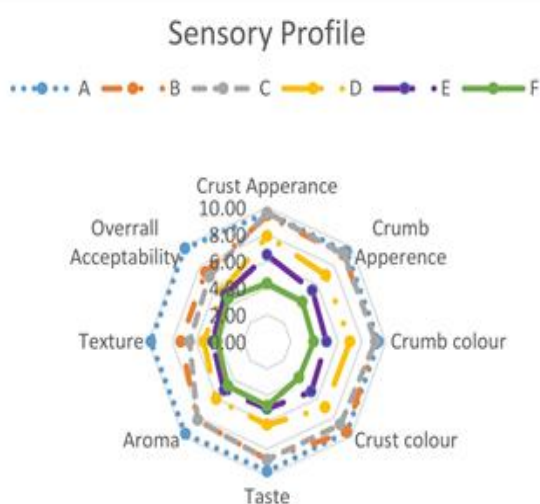 Sensory Profile
A B C D E F
Crust Apperance
10.00
8.00
6.00
4.00
2.00
0.00
Crumb
Apperence
Crumb colour
Crust colour
Taste
Aroma
Texture
Overrall
Acceptability